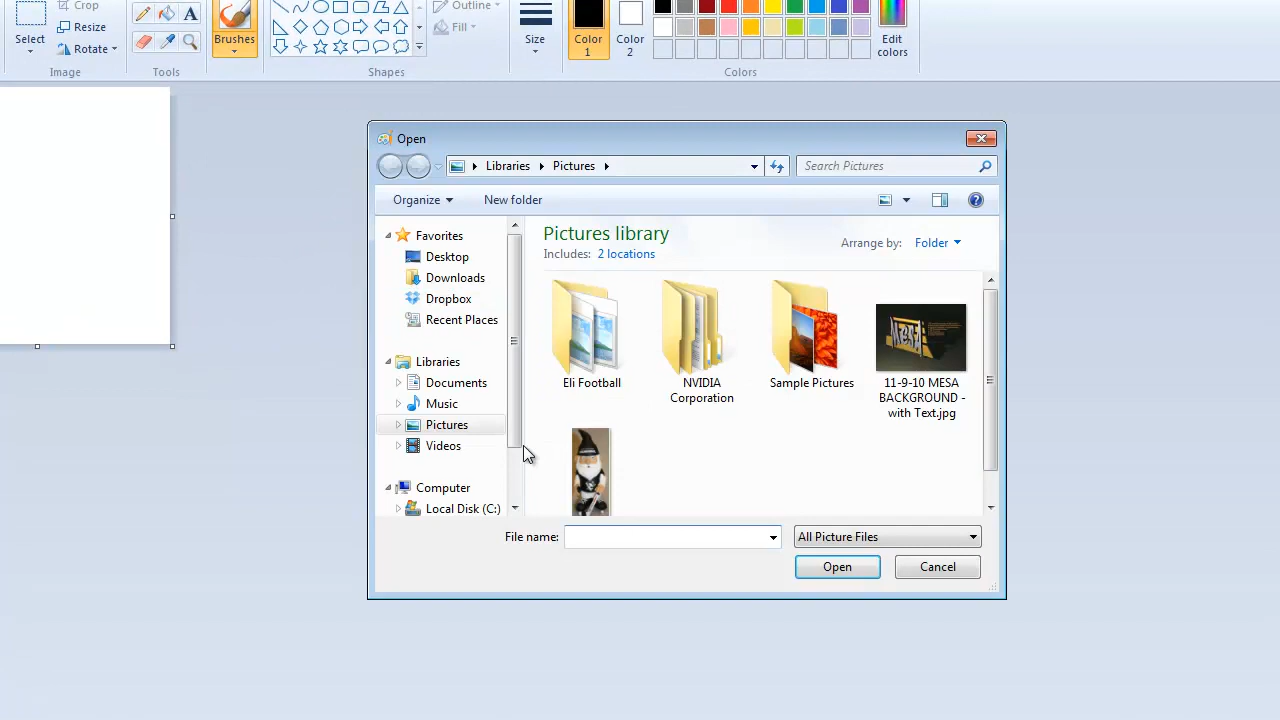 Crop
Outline
Select
Resize
Rotate
Brushes
Fill
Size
Color
1
Color
2
Edit
colors
Image
Tools
Shapes
Colors
Open
Libraries
Pictures
Search Pictures
Organize
New folder
Favorites
Desktop
Downloads
Dropbox
Recent Places
Libraries
Documents
Music
Pictures
Videos
Computer
Local Disk (C:)
Pictures library
Includes: 2 locations
Arrange by: Folder
Eli Football
NVIDIA
Corporation
Sample Pictures
11-9-10 MESA
BACKGROUND -
with Text.jpg
File name:
All Picture Files
Open
Cancel